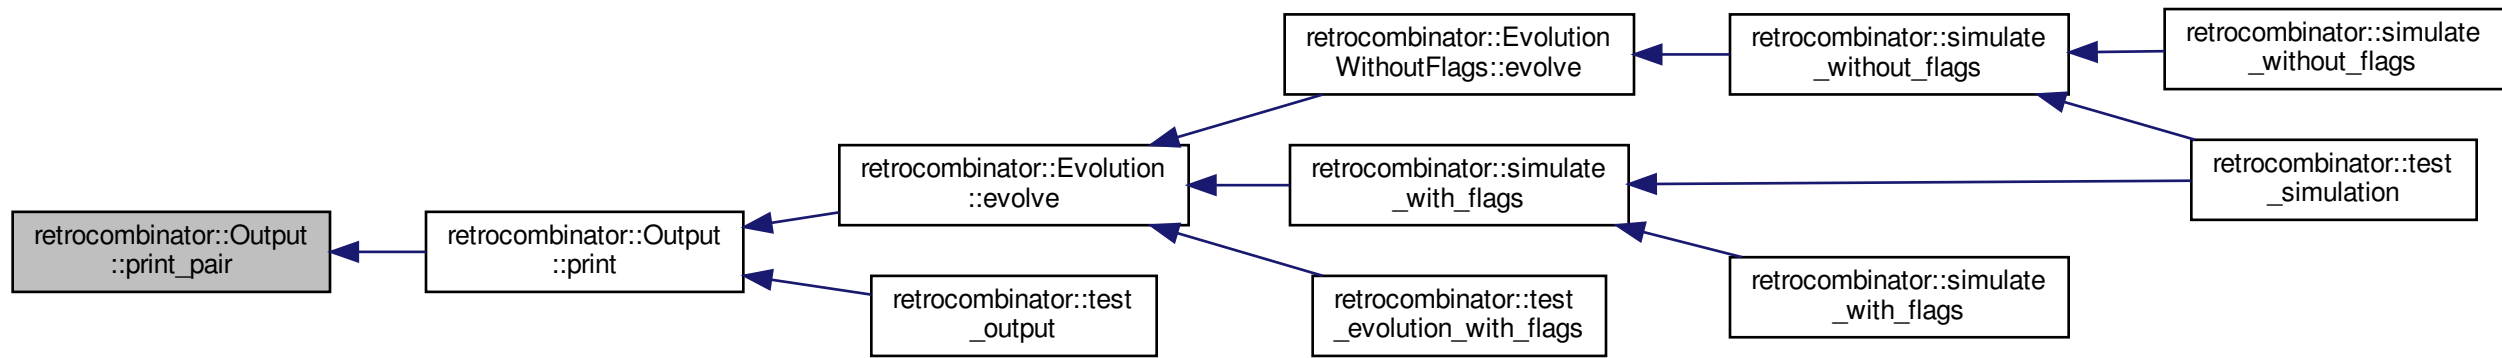 retrocombinator::Output
::print_pair
retrocombinator::Output
::print
retrocombinator::Evolution
::evolve
retrocombinator::test
_output
retrocombinator::Evolution
WithoutFlags::evolve
retrocombinator::simulate
_with_flags
retrocombinator::test
_evolution_with_flags
retrocombinator::simulate
_without_flags
retrocombinator::simulate
_with_flags
retrocombinator::simulate
_without_flags
retrocombinator::test
_simulation